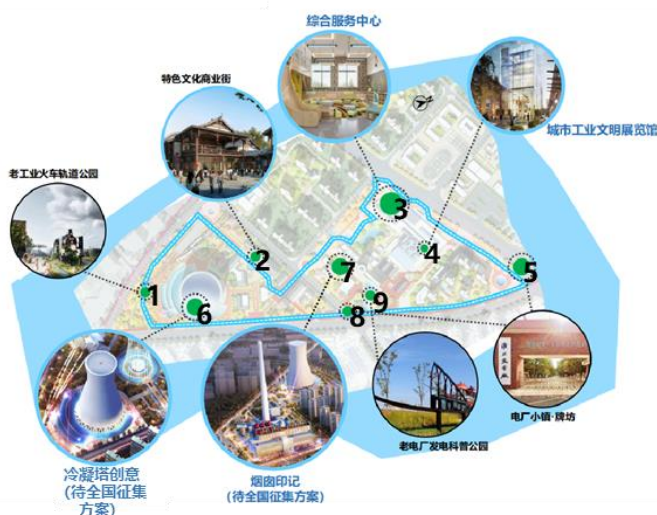 综合服务中心
特色文化商业街
城市工业文明展览馆
老工业火车轨道公园
3
2
4
7
5
1
6
9
8
电厂小镇·牌坊
老电厂发电科普公园
冷凝塔创意
(待全国征集
方案)
烟囱印记
(待全国征集方案)